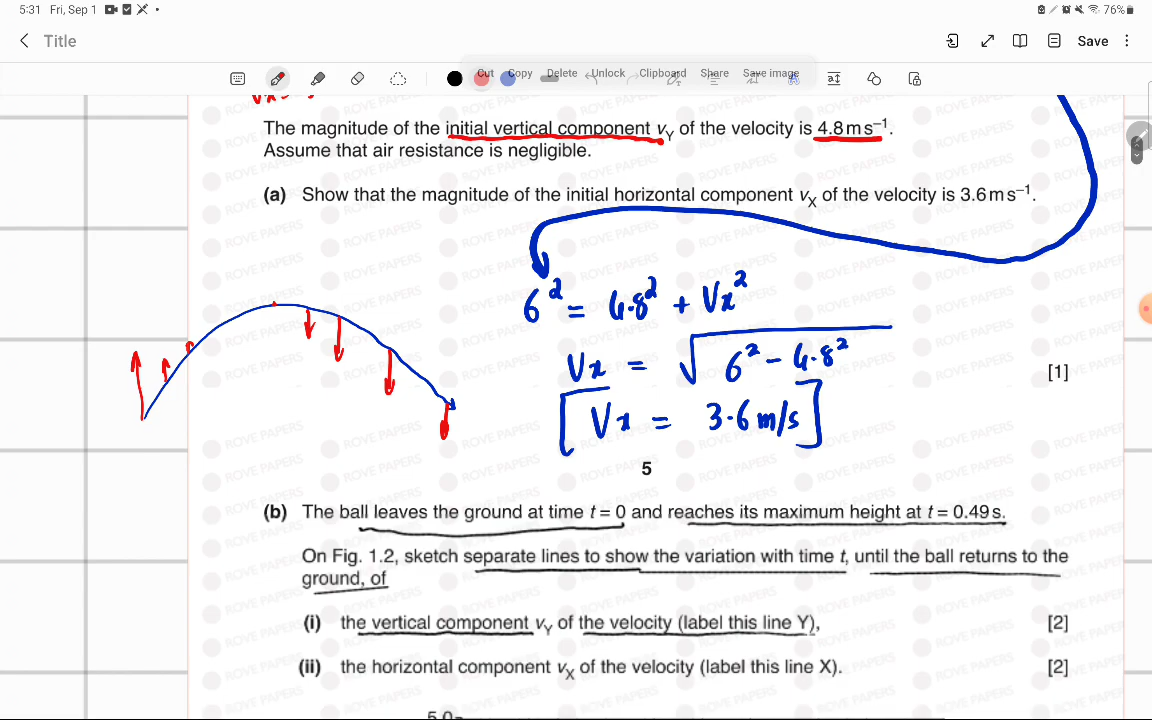 5:31 Fri, Sep 1 76%
Title Save
Cut Copy Delete Unlock Clipboard Share Save image
The magnitude of the initial vertical component vY of the velocity is 4.8 m s⁻¹.
Assume that air resistance is negligible.
(a) Show that the magnitude of the initial horizontal component vX of the velocity is 3.6 m s⁻¹.
6² = 4.8² + Vx²
Vx = √6² − 4.8²
[1]
[Vx = 3.6 m/s]
5
(b) The ball leaves the ground at time t = 0 and reaches its maximum height at t = 0.49 s.
On Fig. 1.2, sketch separate lines to show the variation with time t, until the ball returns to the
ground, of
(i) the vertical component vY of the velocity (label this line Y), [2]
(ii) the horizontal component vX of the velocity (label this line X). [2]
5.0
ROVE PAPERS